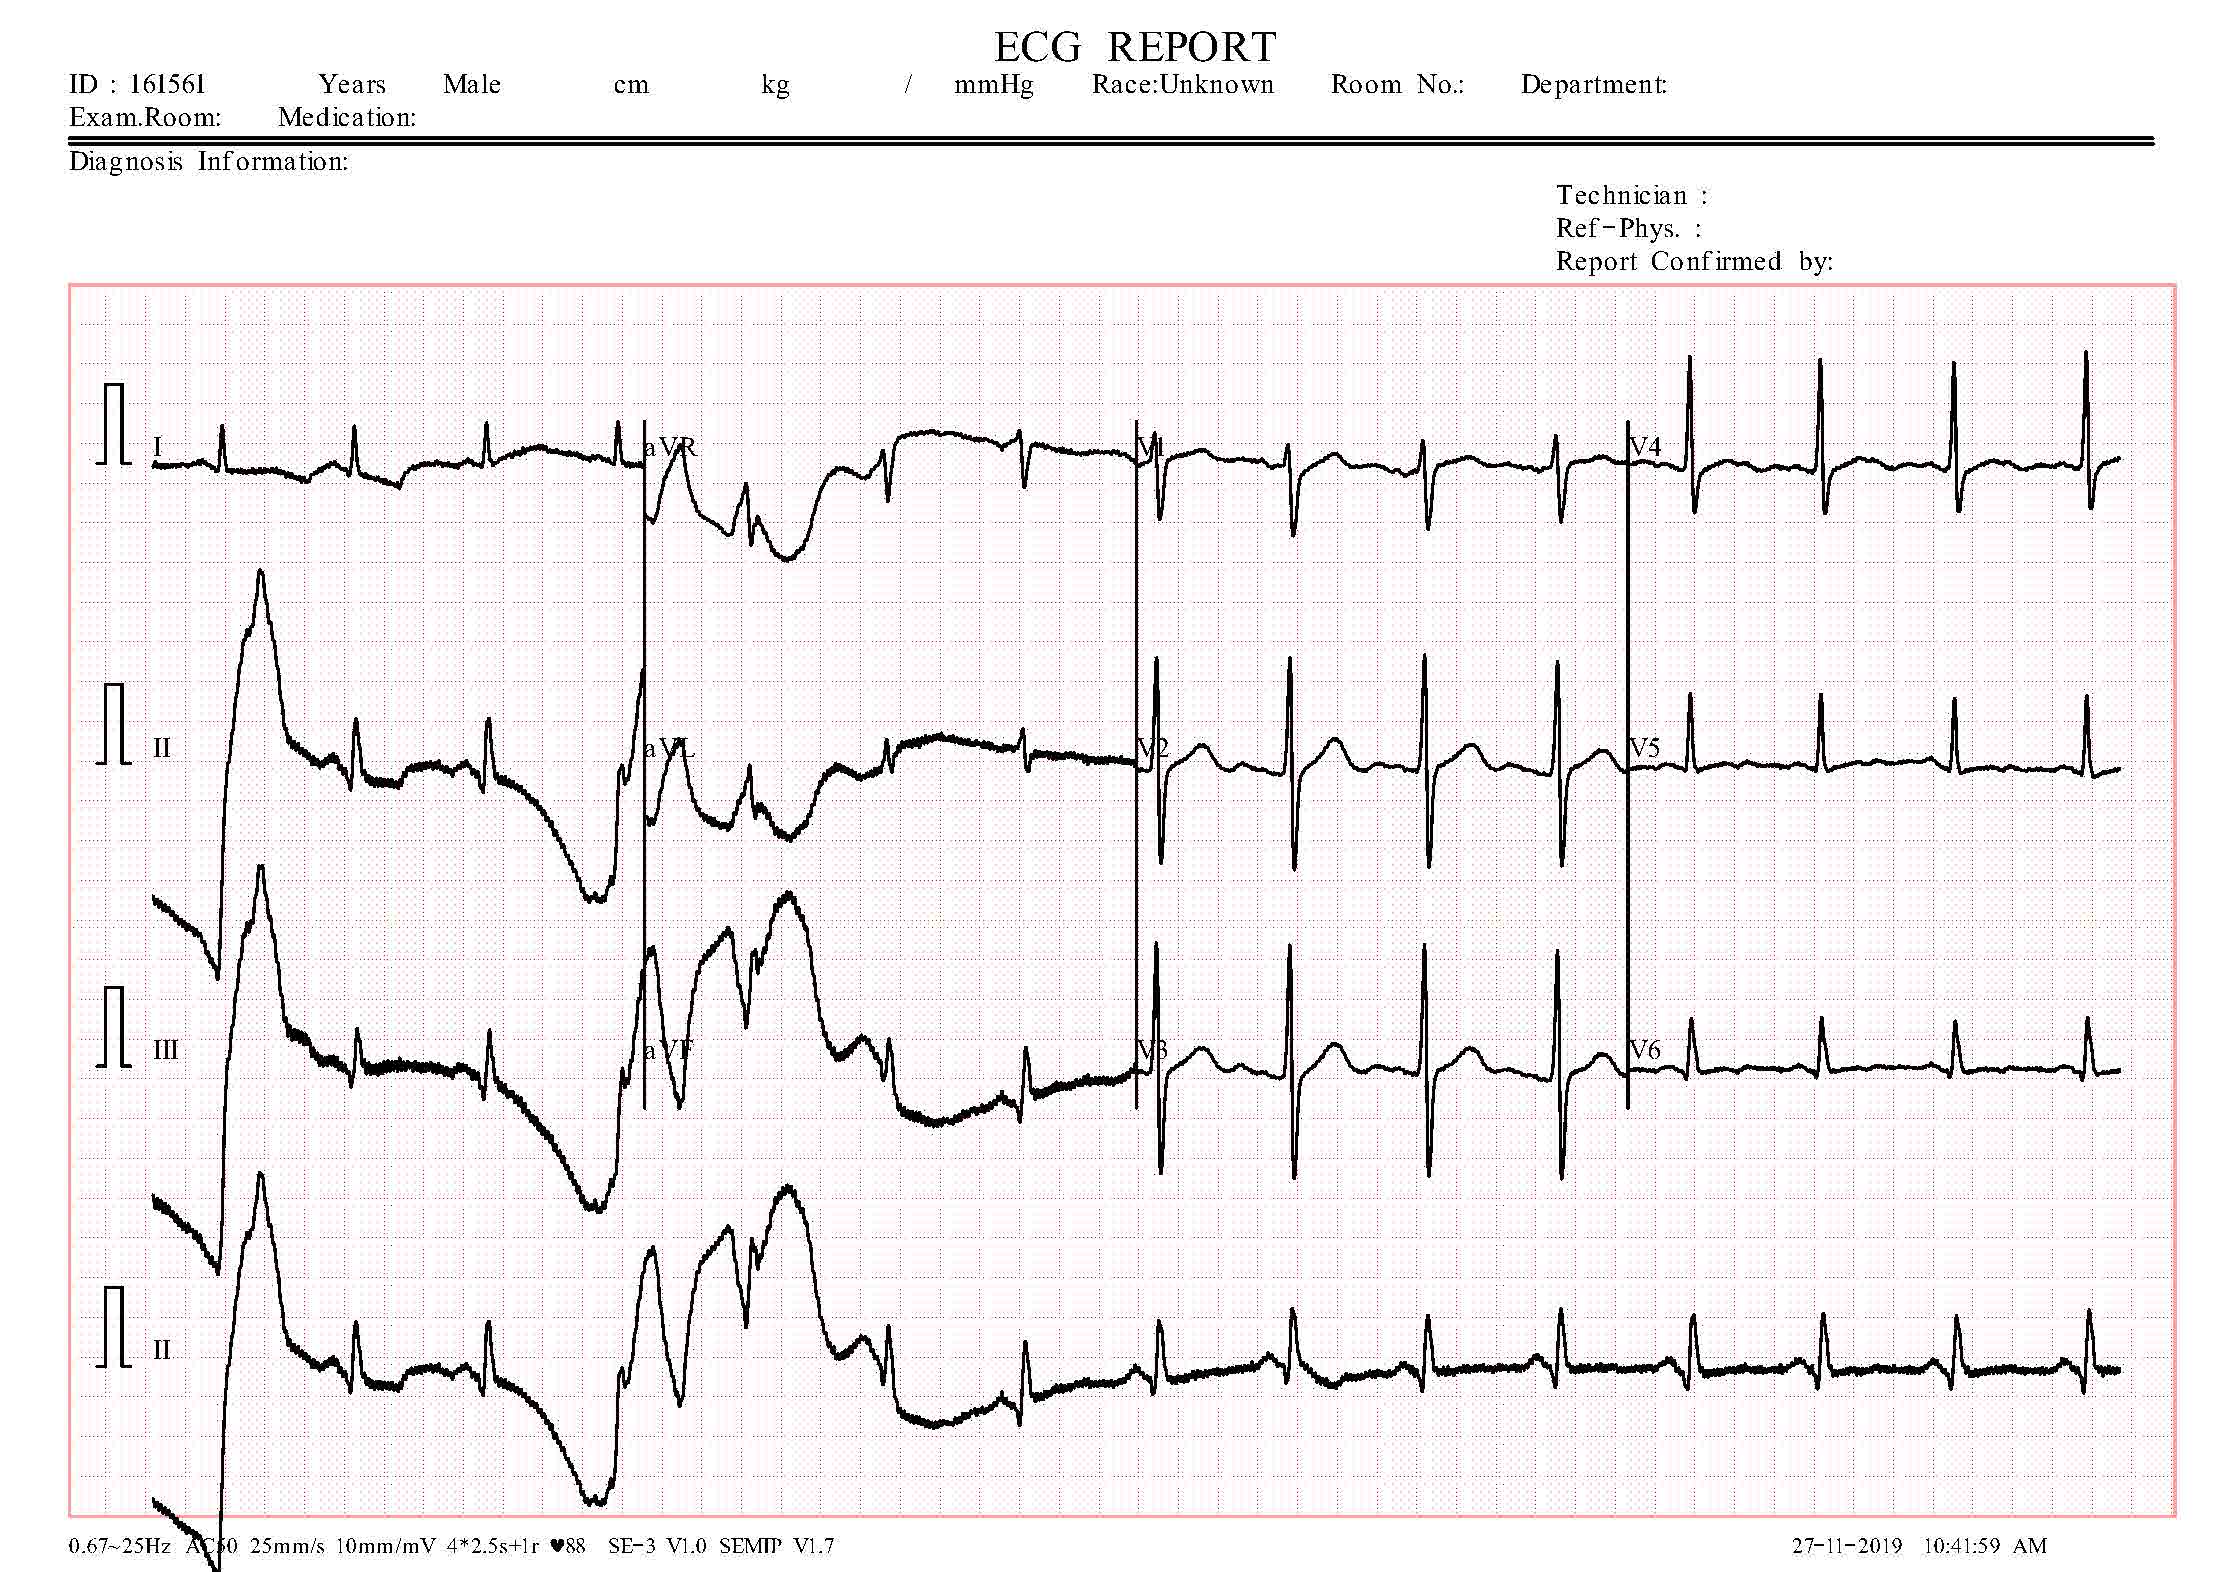 ECG REPORT
ID : 161561 Years Male cm kg / mmHg Race:Unknown Room No.: Department:
Exam.Room: Medication:
Diagnosis Information:
Technician :
Ref-Phys. :
Report Confirmed by:
I aVR V1 V4
II aVL V2 V5
III aVF V3 V6
II
0.67~25Hz AC50 25mm/s 10mm/mV 4*2.5s+1r ♥88 SE-3 V1.0 SEMIP V1.7
27-11-2019 10:41:59 AM